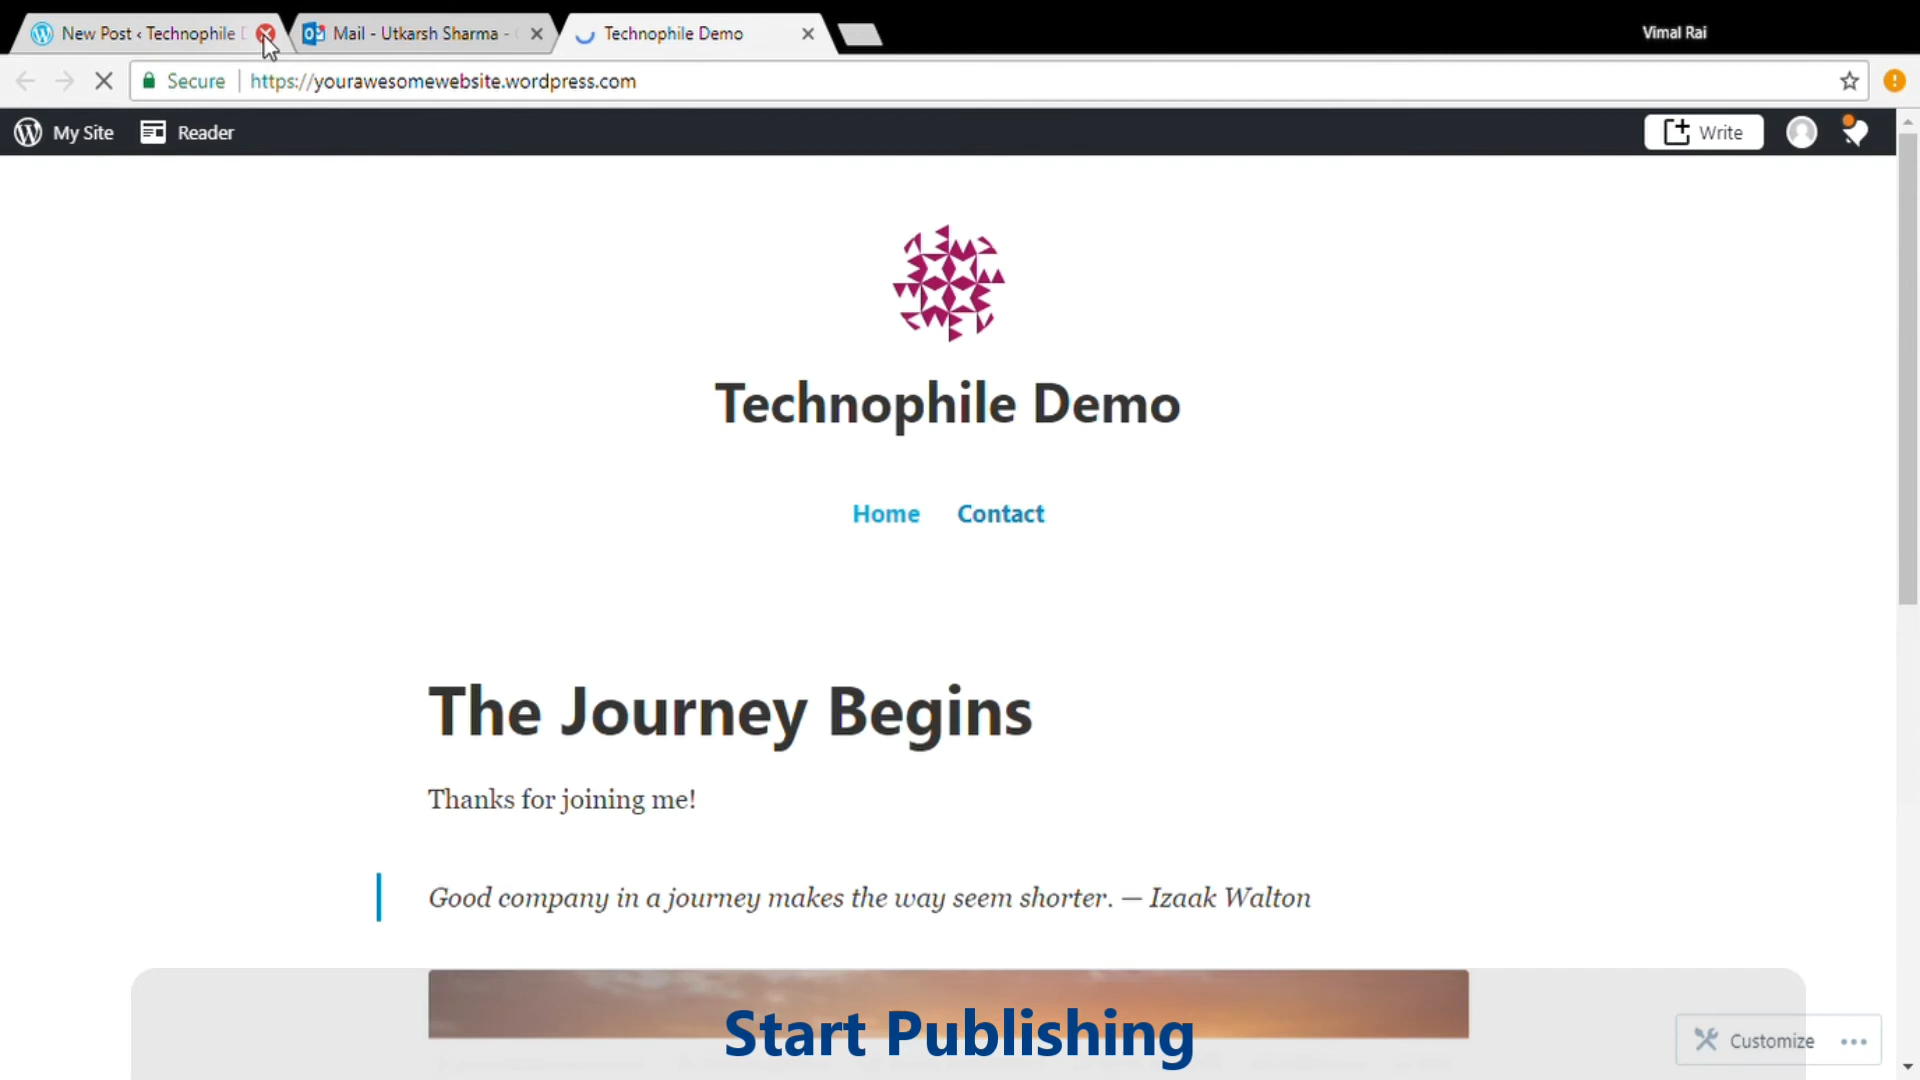 New Post ‹ Technophile D
Mail - Utkarsh Sharma -
Technophile Demo
Vimal Rai
Secure
https://yourawesomewebsite.wordpress.com
My Site
Reader
Write
Technophile Demo
Home
Contact
The Journey Begins
Thanks for joining me!
Good company in a journey makes the way seem shorter. — Izaak Walton
Start Publishing
Customize